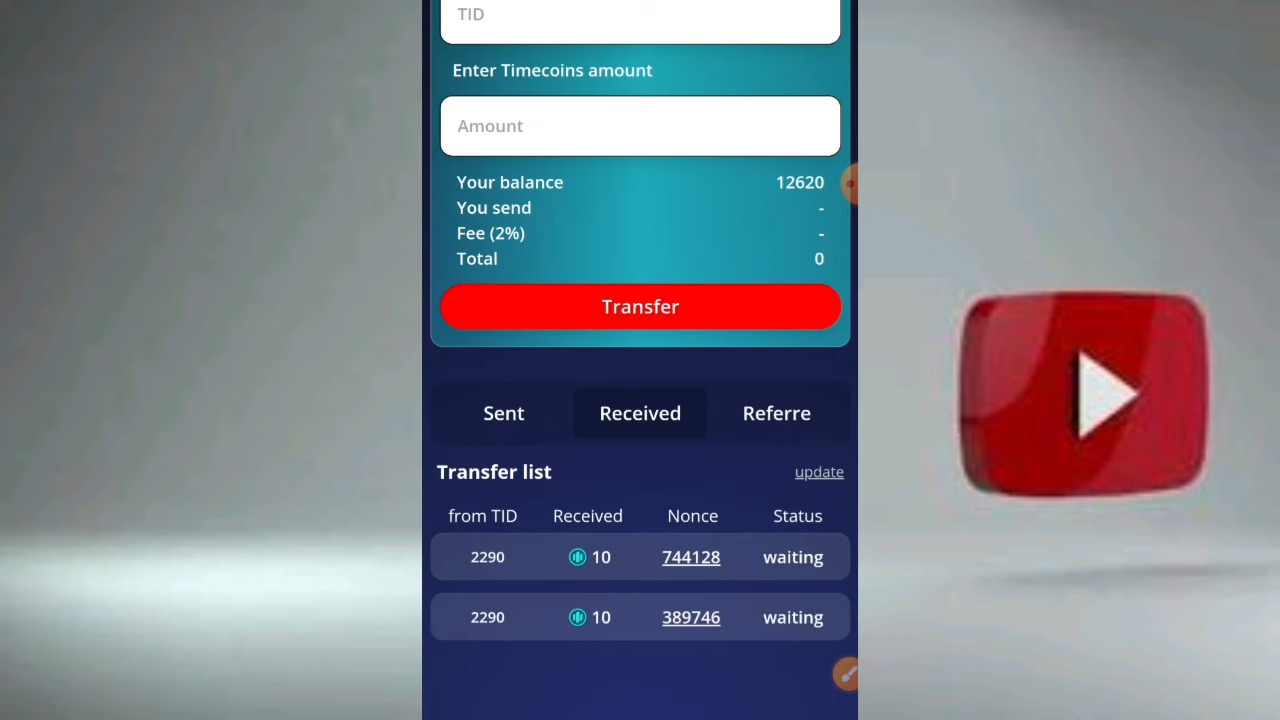 TID
Enter Timecoins amount
Amount
Your balance 12620
You send -
Fee (2%) -
Total 0
Transfer
Sent Received Referre
Transfer list update
from TID Received Nonce Status
2290 10 744128 waiting
2290 10 389746 waiting